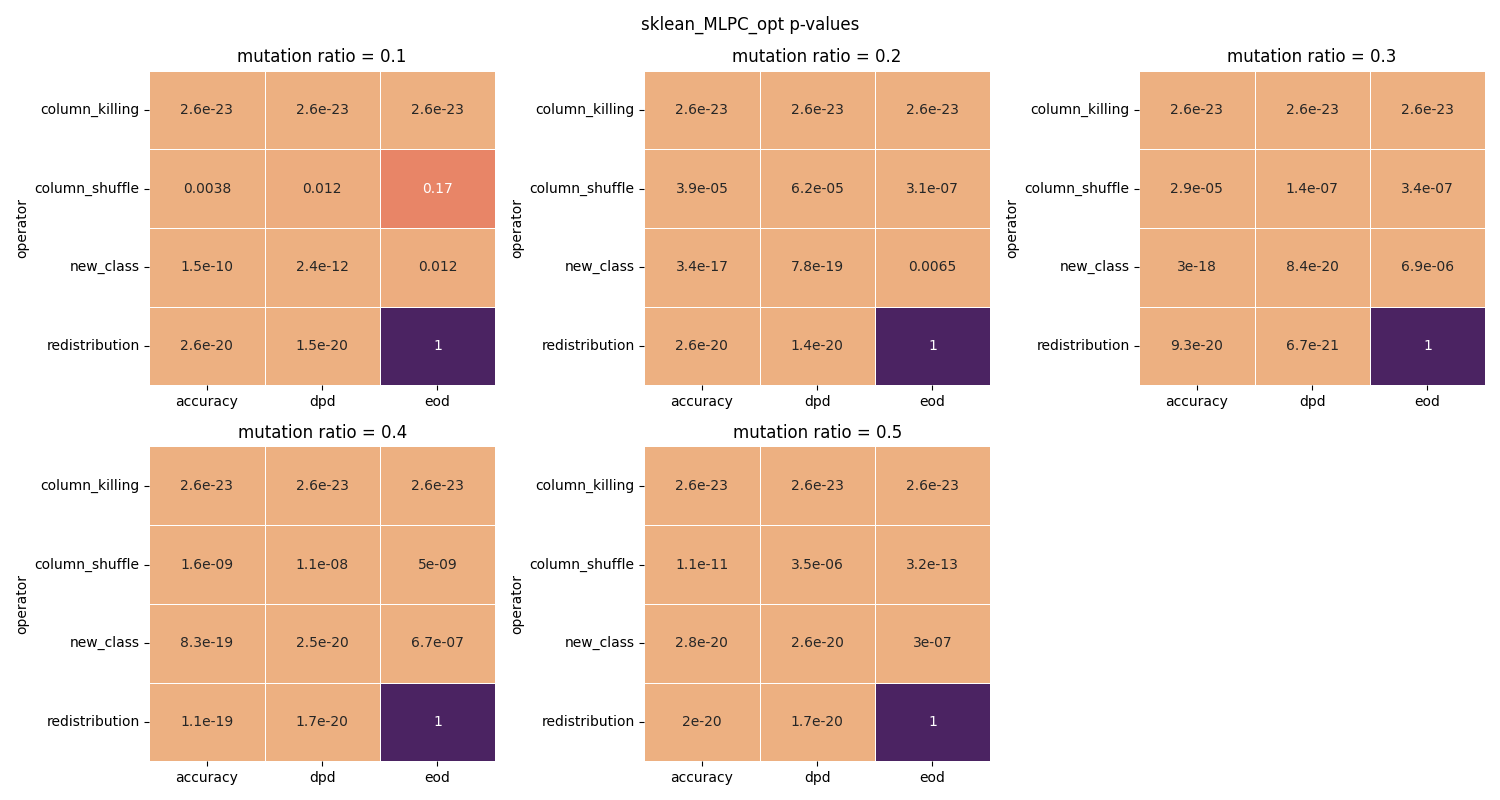 sklean_MLPC_opt p-values
mutation ratio = 0.1
operator
column_killing 2.6e-23 2.6e-23 2.6e-23
column_shuffle 0.0038 0.012 0.17
new_class 1.5e-10 2.4e-12 0.012
redistribution 2.6e-20 1.5e-20 1
accuracy dpd eod
mutation ratio = 0.2
operator
column_killing 2.6e-23 2.6e-23 2.6e-23
column_shuffle 3.9e-05 6.2e-05 3.1e-07
new_class 3.4e-17 7.8e-19 0.0065
redistribution 2.6e-20 1.4e-20 1
accuracy dpd eod
mutation ratio = 0.3
operator
column_killing 2.6e-23 2.6e-23 2.6e-23
column_shuffle 2.9e-05 1.4e-07 3.4e-07
new_class 3e-18 8.4e-20 6.9e-06
redistribution 9.3e-20 6.7e-21 1
accuracy dpd eod
mutation ratio = 0.4
operator
column_killing 2.6e-23 2.6e-23 2.6e-23
column_shuffle 1.6e-09 1.1e-08 5e-09
new_class 8.3e-19 2.5e-20 6.7e-07
redistribution 1.1e-19 1.7e-20 1
accuracy dpd eod
mutation ratio = 0.5
operator
column_killing 2.6e-23 2.6e-23 2.6e-23
column_shuffle 1.1e-11 3.5e-06 3.2e-13
new_class 2.8e-20 2.6e-20 3e-07
redistribution 2e-20 1.7e-20 1
accuracy dpd eod